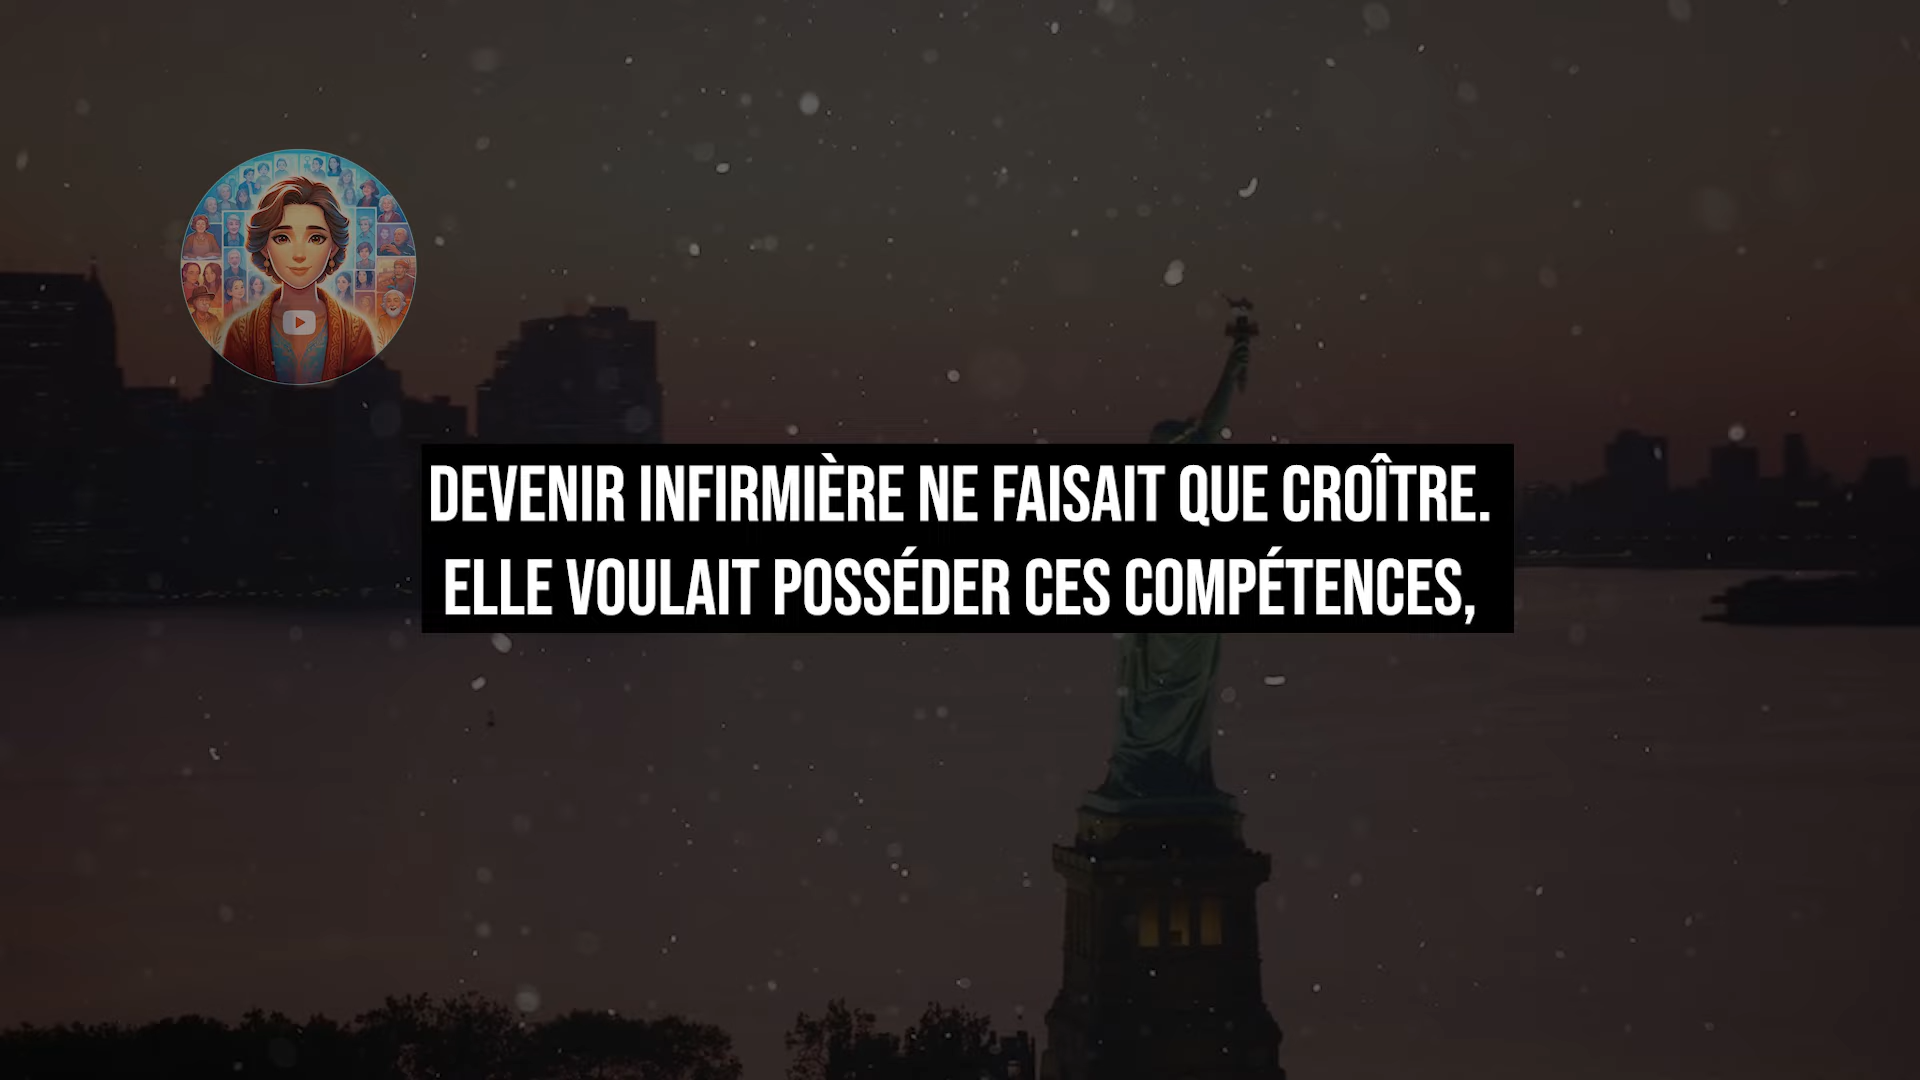 DEVENIR INFIRMIÈRE NE FAISAIT QUE CROÎTRE.
ELLE VOULAIT POSSÉDER CES COMPÉTENCES,